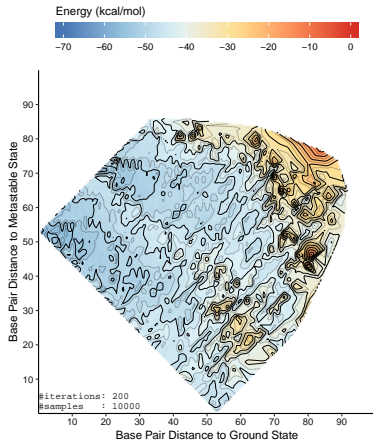 Energy (kcal/mol)
-70 -60 -50 -40 -30 -20 -10 0
Base Pair Distance to Metastable State
90
80
70
60
50
40
30
20
10
#iterations: 200
#samples   : 10000
10 20 30 40 50 60 70 80 90
Base Pair Distance to Ground State